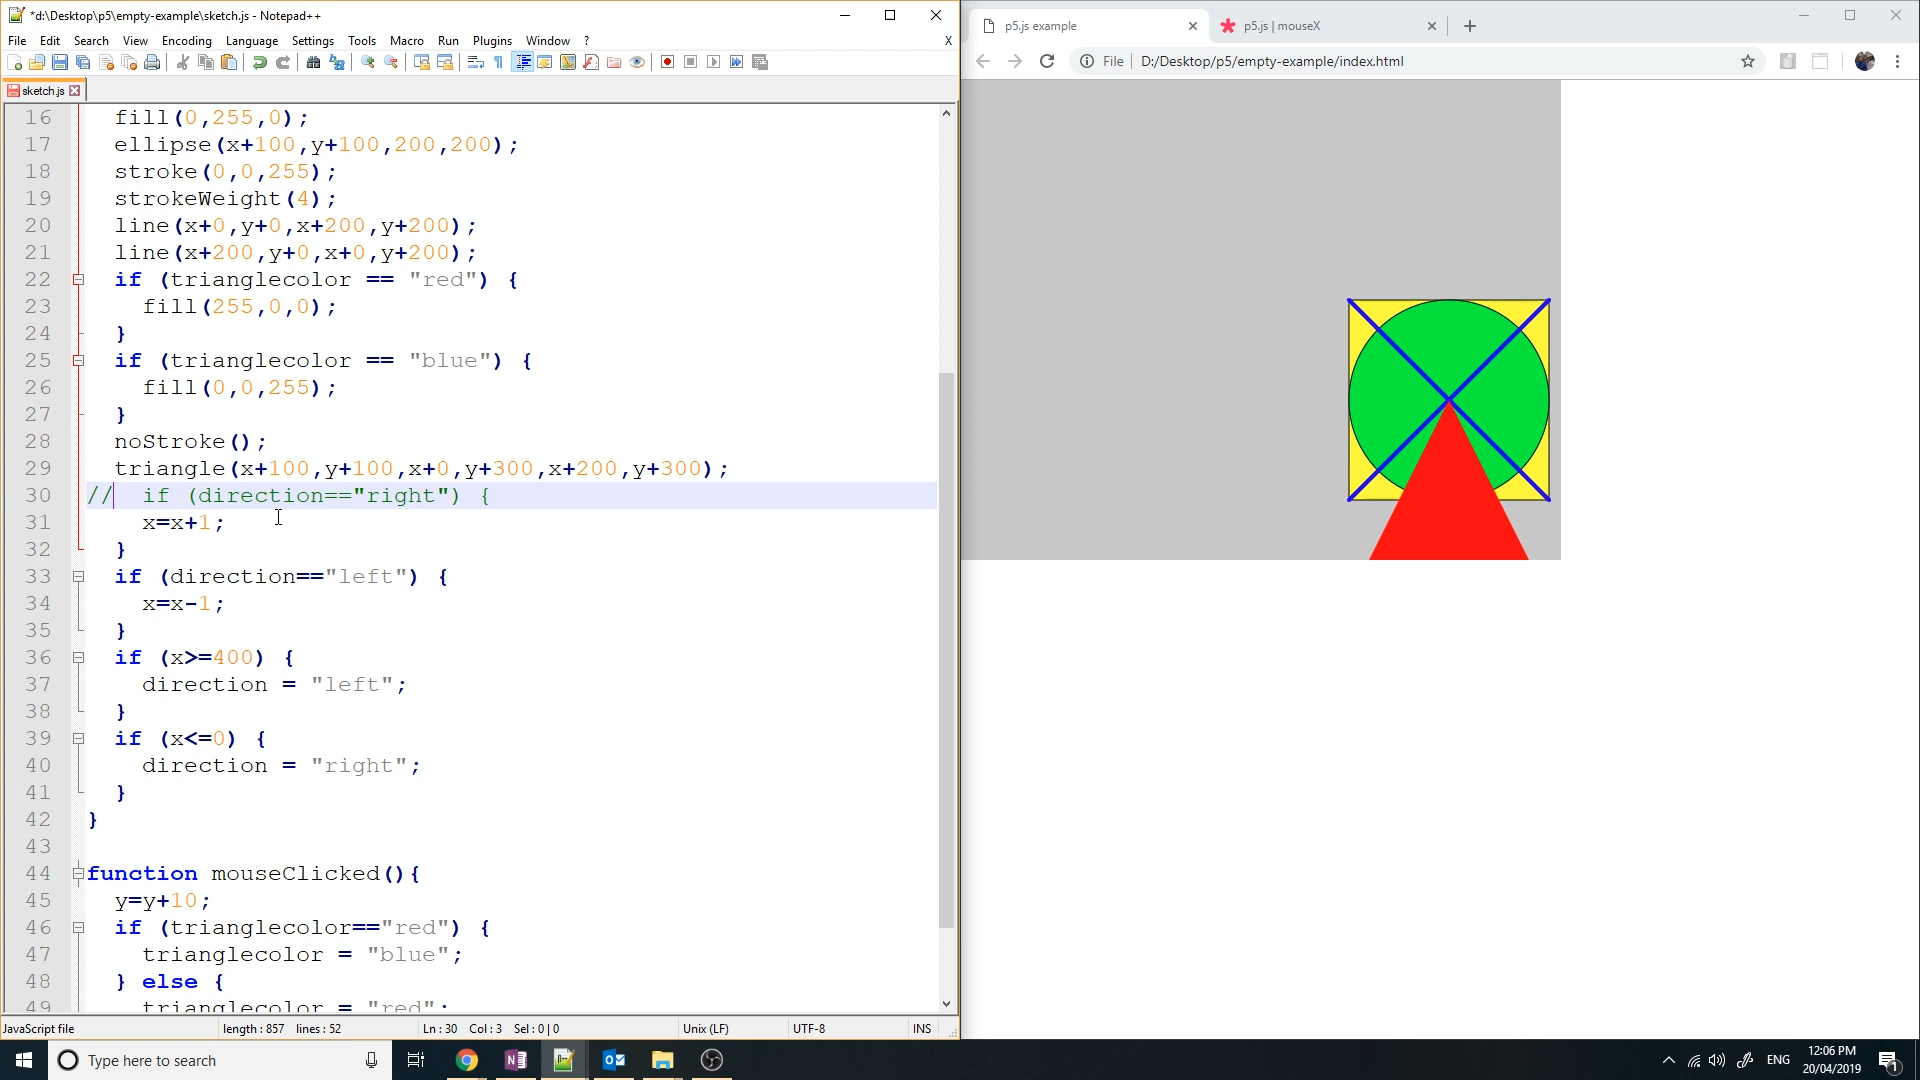 *d:\Desktop\p5\empty-example\sketch.js - Notepad++
File Edit Search View Encoding Language Settings Tools Macro Run Plugins Window ? X
sketch.js
16 fill(0,255,0);
17 ellipse(x+100,y+100,200,200);
18 stroke(0,0,255);
19 strokeWeight(4);
20 line(x+0,y+0,x+200,y+200);
21 line(x+200,y+0,x+0,y+200);
22 if (trianglecolor == "red") {
23 fill(255,0,0);
24 }
25 if (trianglecolor == "blue") {
26 fill(0,0,255);
27 }
28 noStroke();
29 triangle(x+100,y+100,x+0,y+300,x+200,y+300);
30 // if (direction=="right") {
31 x=x+1;
32 }
33 if (direction=="left") {
34 x=x-1;
35 }
36 if (x>=400) {
37 direction = "left";
38 }
39 if (x<=0) {
40 direction = "right";
41 }
42 }
43
44 function mouseClicked(){
45 y=y+10;
46 if (trianglecolor=="red") {
47 trianglecolor = "blue";
48 } else {
49 trianglecolor = "red";
JavaScript file length : 857 lines : 52 Ln : 30 Col : 3 Sel : 0 | 0 Unix (LF) UTF-8 INS
p5.js example
p5.js | mouseX
File D:/Desktop/p5/empty-example/index.html
Type here to search
ENG
12:06 PM
20/04/2019
1